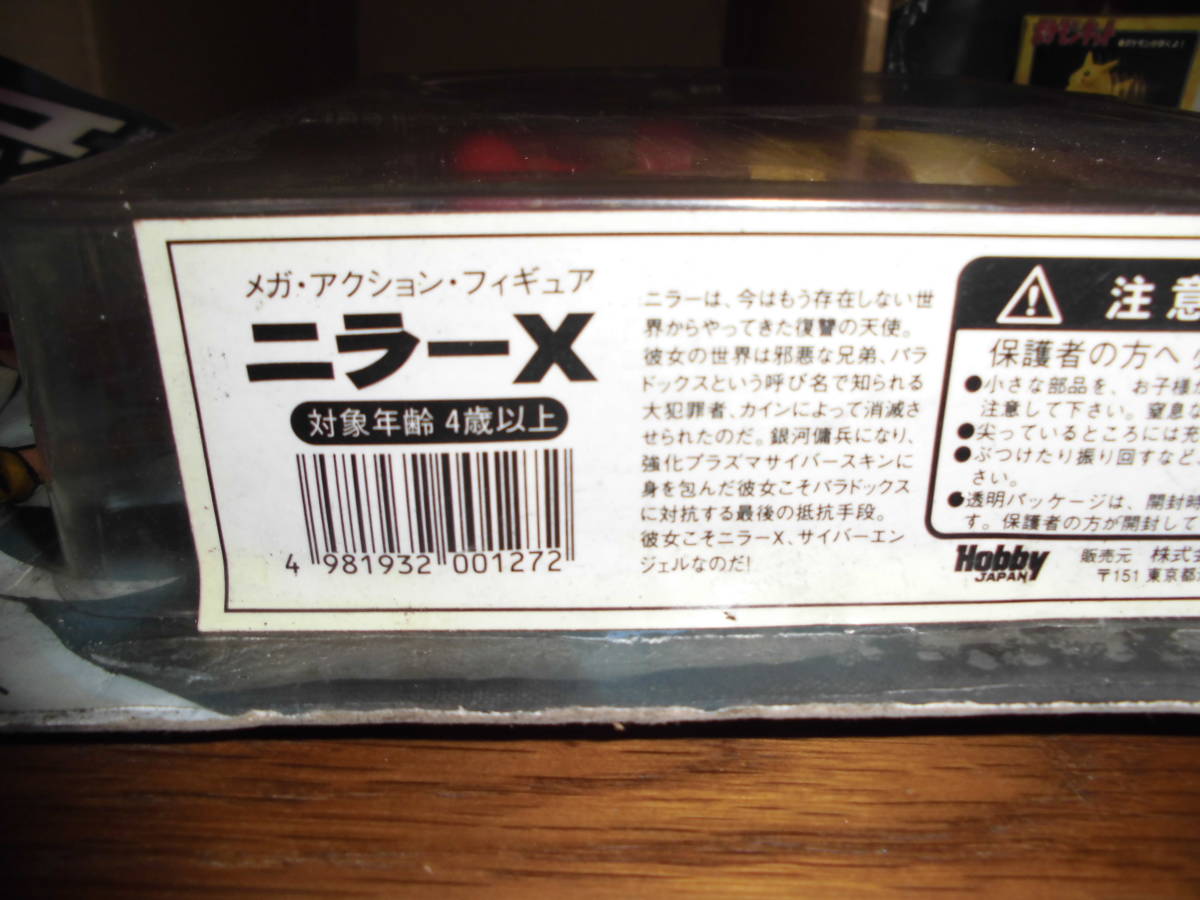 メガ・アクション・フィギュア
ニラーX
対象年齢 4歳以上
4 981932 001272
ニラーは、今はもう存在しない世
界からやってきた復讐の天使。
彼女の世界は邪悪な兄弟、パラ
ドックスという呼び名で知られる
大犯罪者、カインによって消滅さ
せられたのだ。銀河傭兵になり、
強化プラズマサイバースキンに
身を包んだ彼女こそパラドックス
に対抗する最後の抵抗手段。
彼女こそニラーX、サイバーエン
ジェルなのだ!
注意
保護者の方へ
●小さな部品を、お子様
注意して下さい。窒息な
●尖っているところには充
●ぶつけたり振り回すなど、
さい。
●透明パッケージは、開封時
す。保護者の方が開封して
Hobby
JAPAN
販売元 株式
〒151 東京都